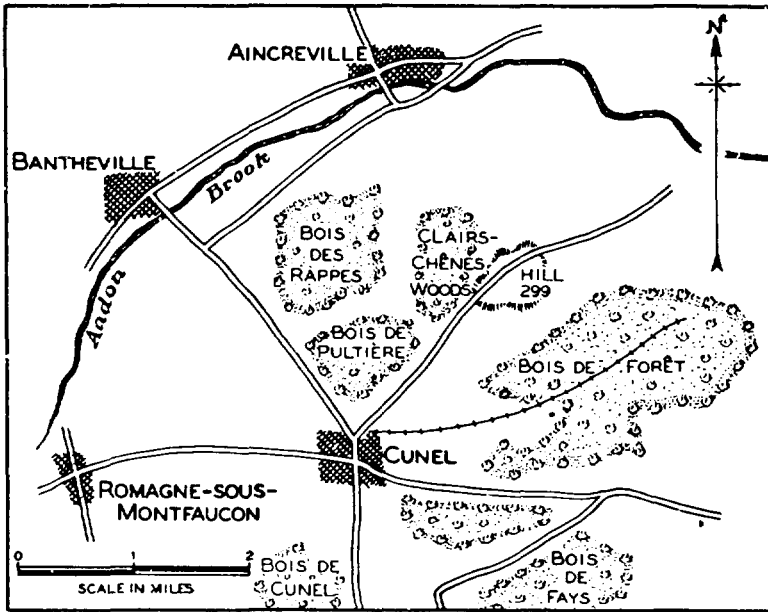 AINCREVILLE
N
BANTHEVILLE
Brook
Andon
BOIS
DES
RAPPES
CLAIRS-
CHÊNES
WOODS
HILL
299
BOIS DE
PULTIÈRE
BOIS DE FORÊT
CUNEL
ROMAGNE-SOUS-
MONTFAUCON
0 1 2
SCALE IN MILES
BOIS DE
CUNEL
BOIS
DE
FAYS